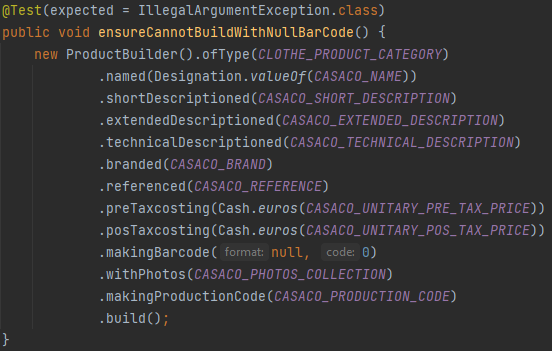 @Test(expected = IllegalArgumentException.class)
public void ensureCannotBuildWithNullBarCode() {
    new ProductBuilder().ofType(CLOTHE_PRODUCT_CATEGORY)
            .named(Designation.valueOf(CASACO_NAME))
            .shortDescriptioned(CASACO_SHORT_DESCRIPTION)
            .extendedDescriptioned(CASACO_EXTENDED_DESCRIPTION)
            .technicalDescriptioned(CASACO_TECHNICAL_DESCRIPTION)
            .branded(CASACO_BRAND)
            .referenced(CASACO_REFERENCE)
            .preTaxcosting(Cash.euros(CASACO_UNITARY_PRE_TAX_PRICE))
            .posTaxcosting(Cash.euros(CASACO_UNITARY_POS_TAX_PRICE))
            .makingBarcode( format: null, code: 0)
            .withPhotos(CASACO_PHOTOS_COLLECTION)
            .makingProductionCode(CASACO_PRODUCTION_CODE)
            .build();
}